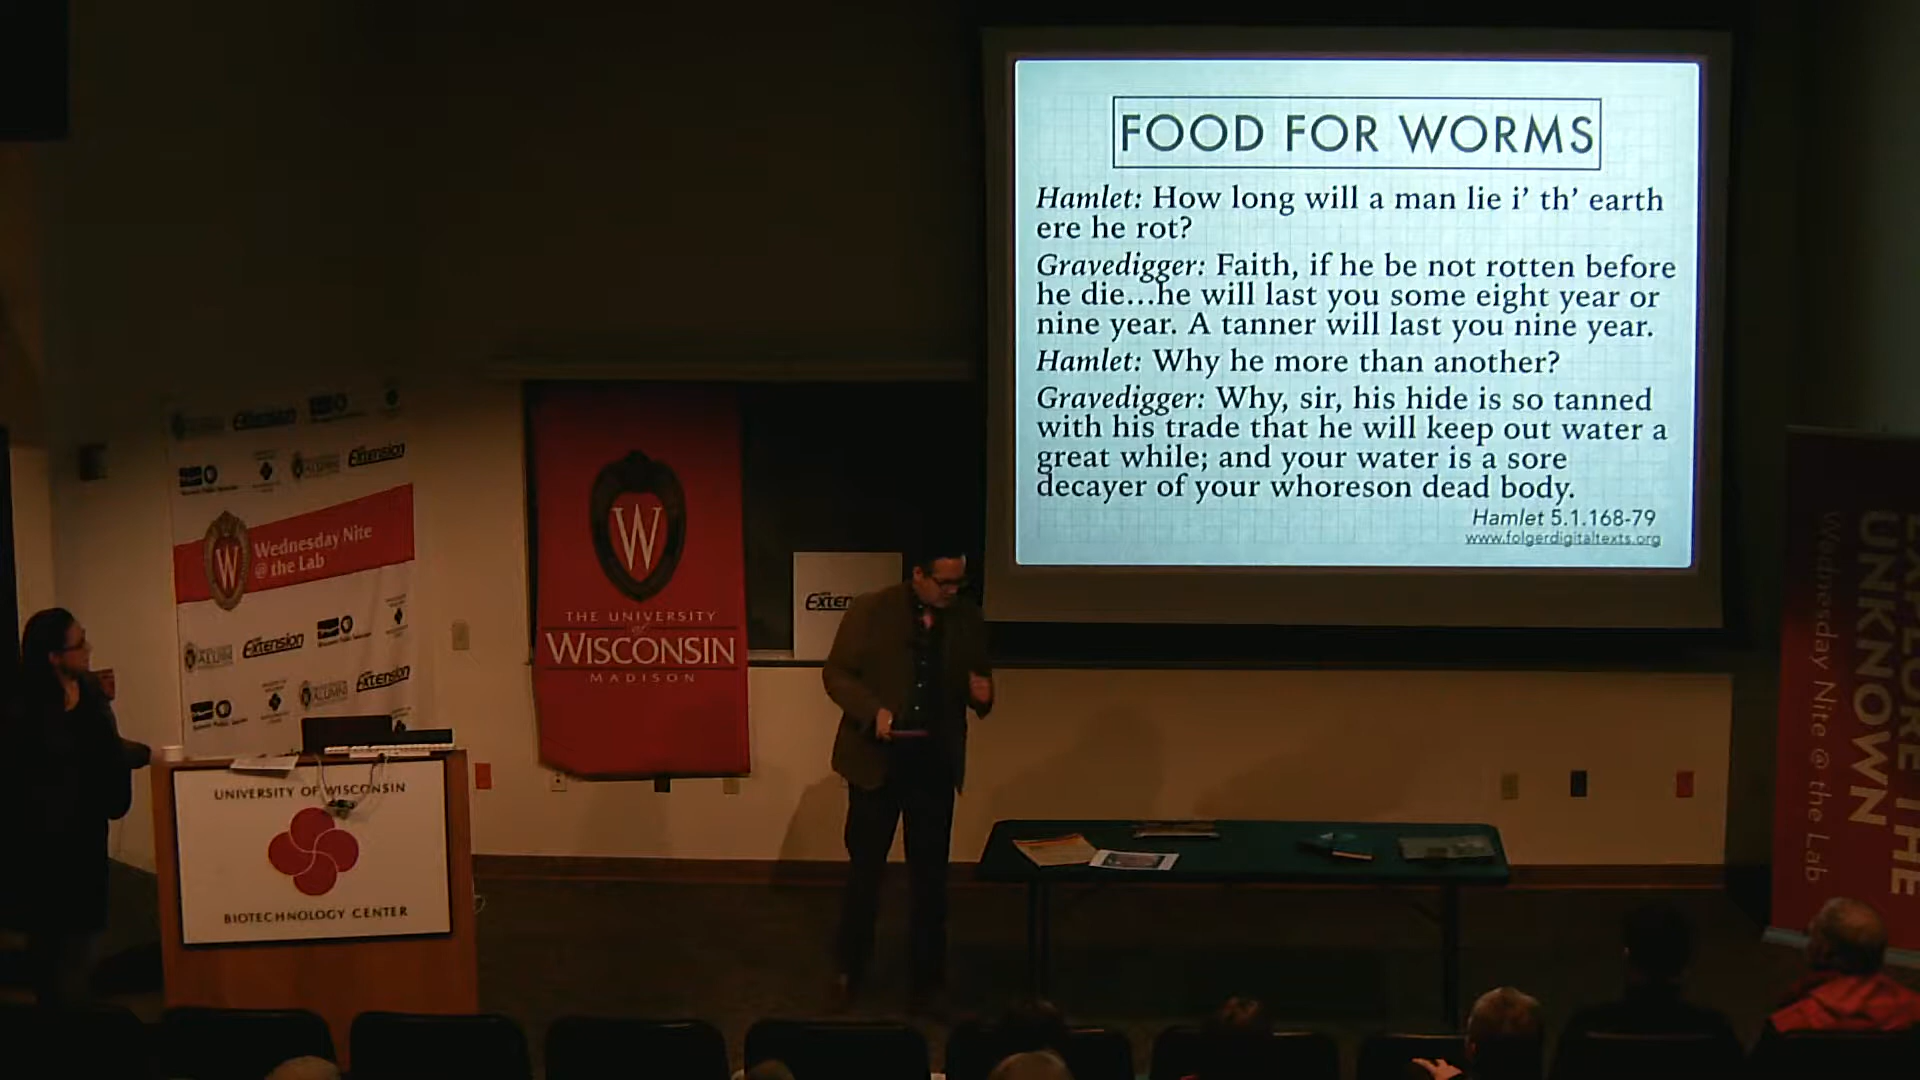 FOOD FOR WORMS
Hamlet: How long will a man lie i' th' earth
ere he rot?
Gravedigger: Faith, if he be not rotten before
he die...he will last you some eight year or
nine year. A tanner will last you nine year.
Hamlet: Why he more than another?
Gravedigger: Why, sir, his hide is so tanned
with his trade that he will keep out water a
great while; and your water is a sore
decayer of your whoreson dead body.
Hamlet 5.1.168-79
www.folgerdigitaltexts.org
Extension
Extension
W
Wednesday Nite
@ the Lab
Extension
Extension
W
THE UNIVERSITY
of
WISCONSIN
MADISON
Exten
UNIVERSITY OF WISCONSIN
BIOTECHNOLOGY CENTER
EXPLORE THE
UNKNOWN
Wednesday Nite @ the Lab